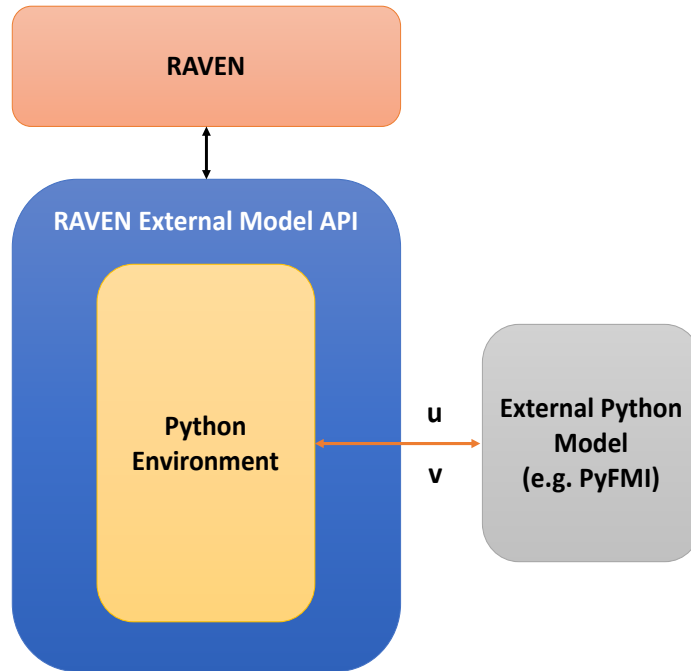 RAVEN
RAVEN External Model API
Python
Environment
u
v
External Python
Model
(e.g. PyFMI)